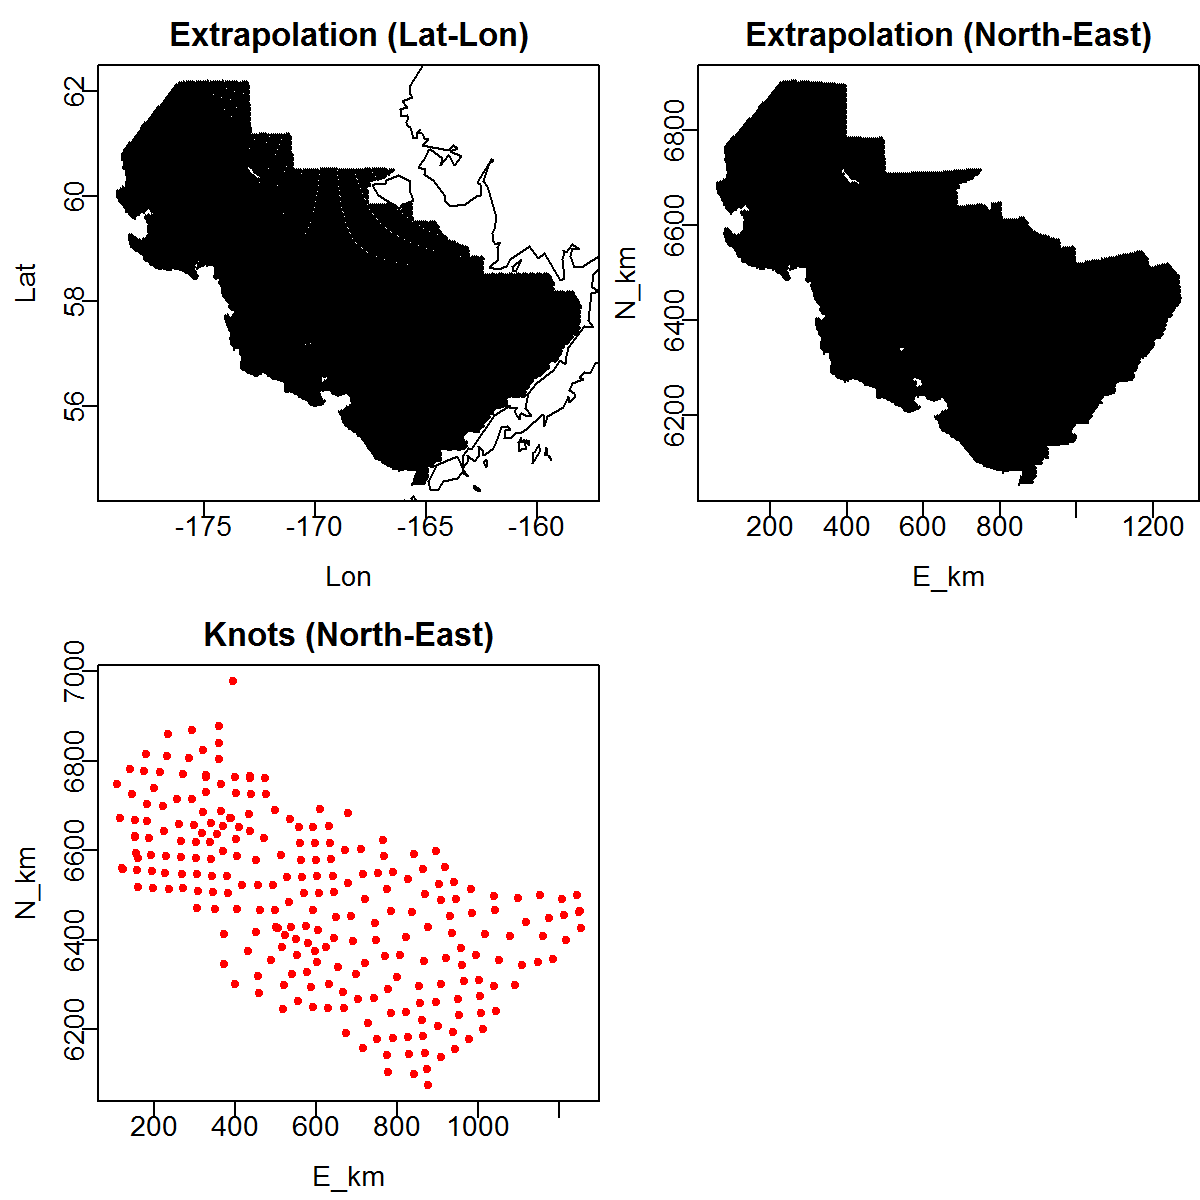 Extrapolation (Lat-Lon)
62
60
58
56
Lat
-175 -170 -165 -160
Lon
Extrapolation (North-East)
6800
6600
6400
6200
N_km
200 400 600 800 1200
E_km
Knots (North-East)
7000
6800
6600
6400
6200
N_km
200 400 600 800 1000
E_km